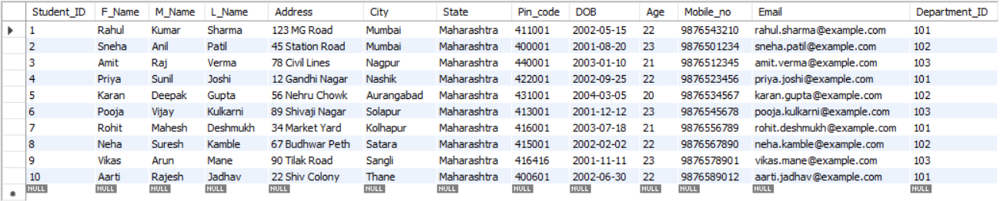 Student_ID F_Name M_Name L_Name Address City State Pin_code DOB Age Mobile_no Email Department_ID
1 Rahul Kumar Sharma 123 MG Road Mumbai Maharashtra 411001 2002-05-15 22 9876543210 rahul.sharma@example.com 101
2 Sneha Anil Patil 45 Station Road Mumbai Maharashtra 400001 2001-08-20 23 9876501234 sneha.patil@example.com 102
3 Amit Raj Verma 78 Civil Lines Nagpur Maharashtra 440001 2003-01-10 21 9876512345 amit.verma@example.com 103
4 Priya Sunil Joshi 12 Gandhi Nagar Nashik Maharashtra 422001 2002-09-25 22 9876523456 priya.joshi@example.com 101
5 Karan Deepak Gupta 56 Nehru Chowk Aurangabad Maharashtra 431001 2004-03-05 20 9876534567 karan.gupta@example.com 102
6 Pooja Vijay Kulkarni 89 Shivaji Nagar Solapur Maharashtra 413001 2001-12-12 23 9876545678 pooja.kulkarni@example.com 103
7 Rohit Mahesh Deshmukh 34 Market Yard Kolhapur Maharashtra 416001 2003-07-18 21 9876556789 rohit.deshmukh@example.com 101
8 Neha Suresh Kamble 67 Budhwar Peth Satara Maharashtra 415001 2002-02-02 22 9876567890 neha.kamble@example.com 102
9 Vikas Arun Mane 90 Tilak Road Sangli Maharashtra 416416 2001-11-11 23 9876578901 vikas.mane@example.com 103
10 Aarti Rajesh Jadhav 22 Shiv Colony Thane Maharashtra 400601 2002-06-30 22 9876589012 aarti.jadhav@example.com 101
NULL NULL NULL NULL NULL NULL NULL NULL NULL NULL NULL NULL NULL